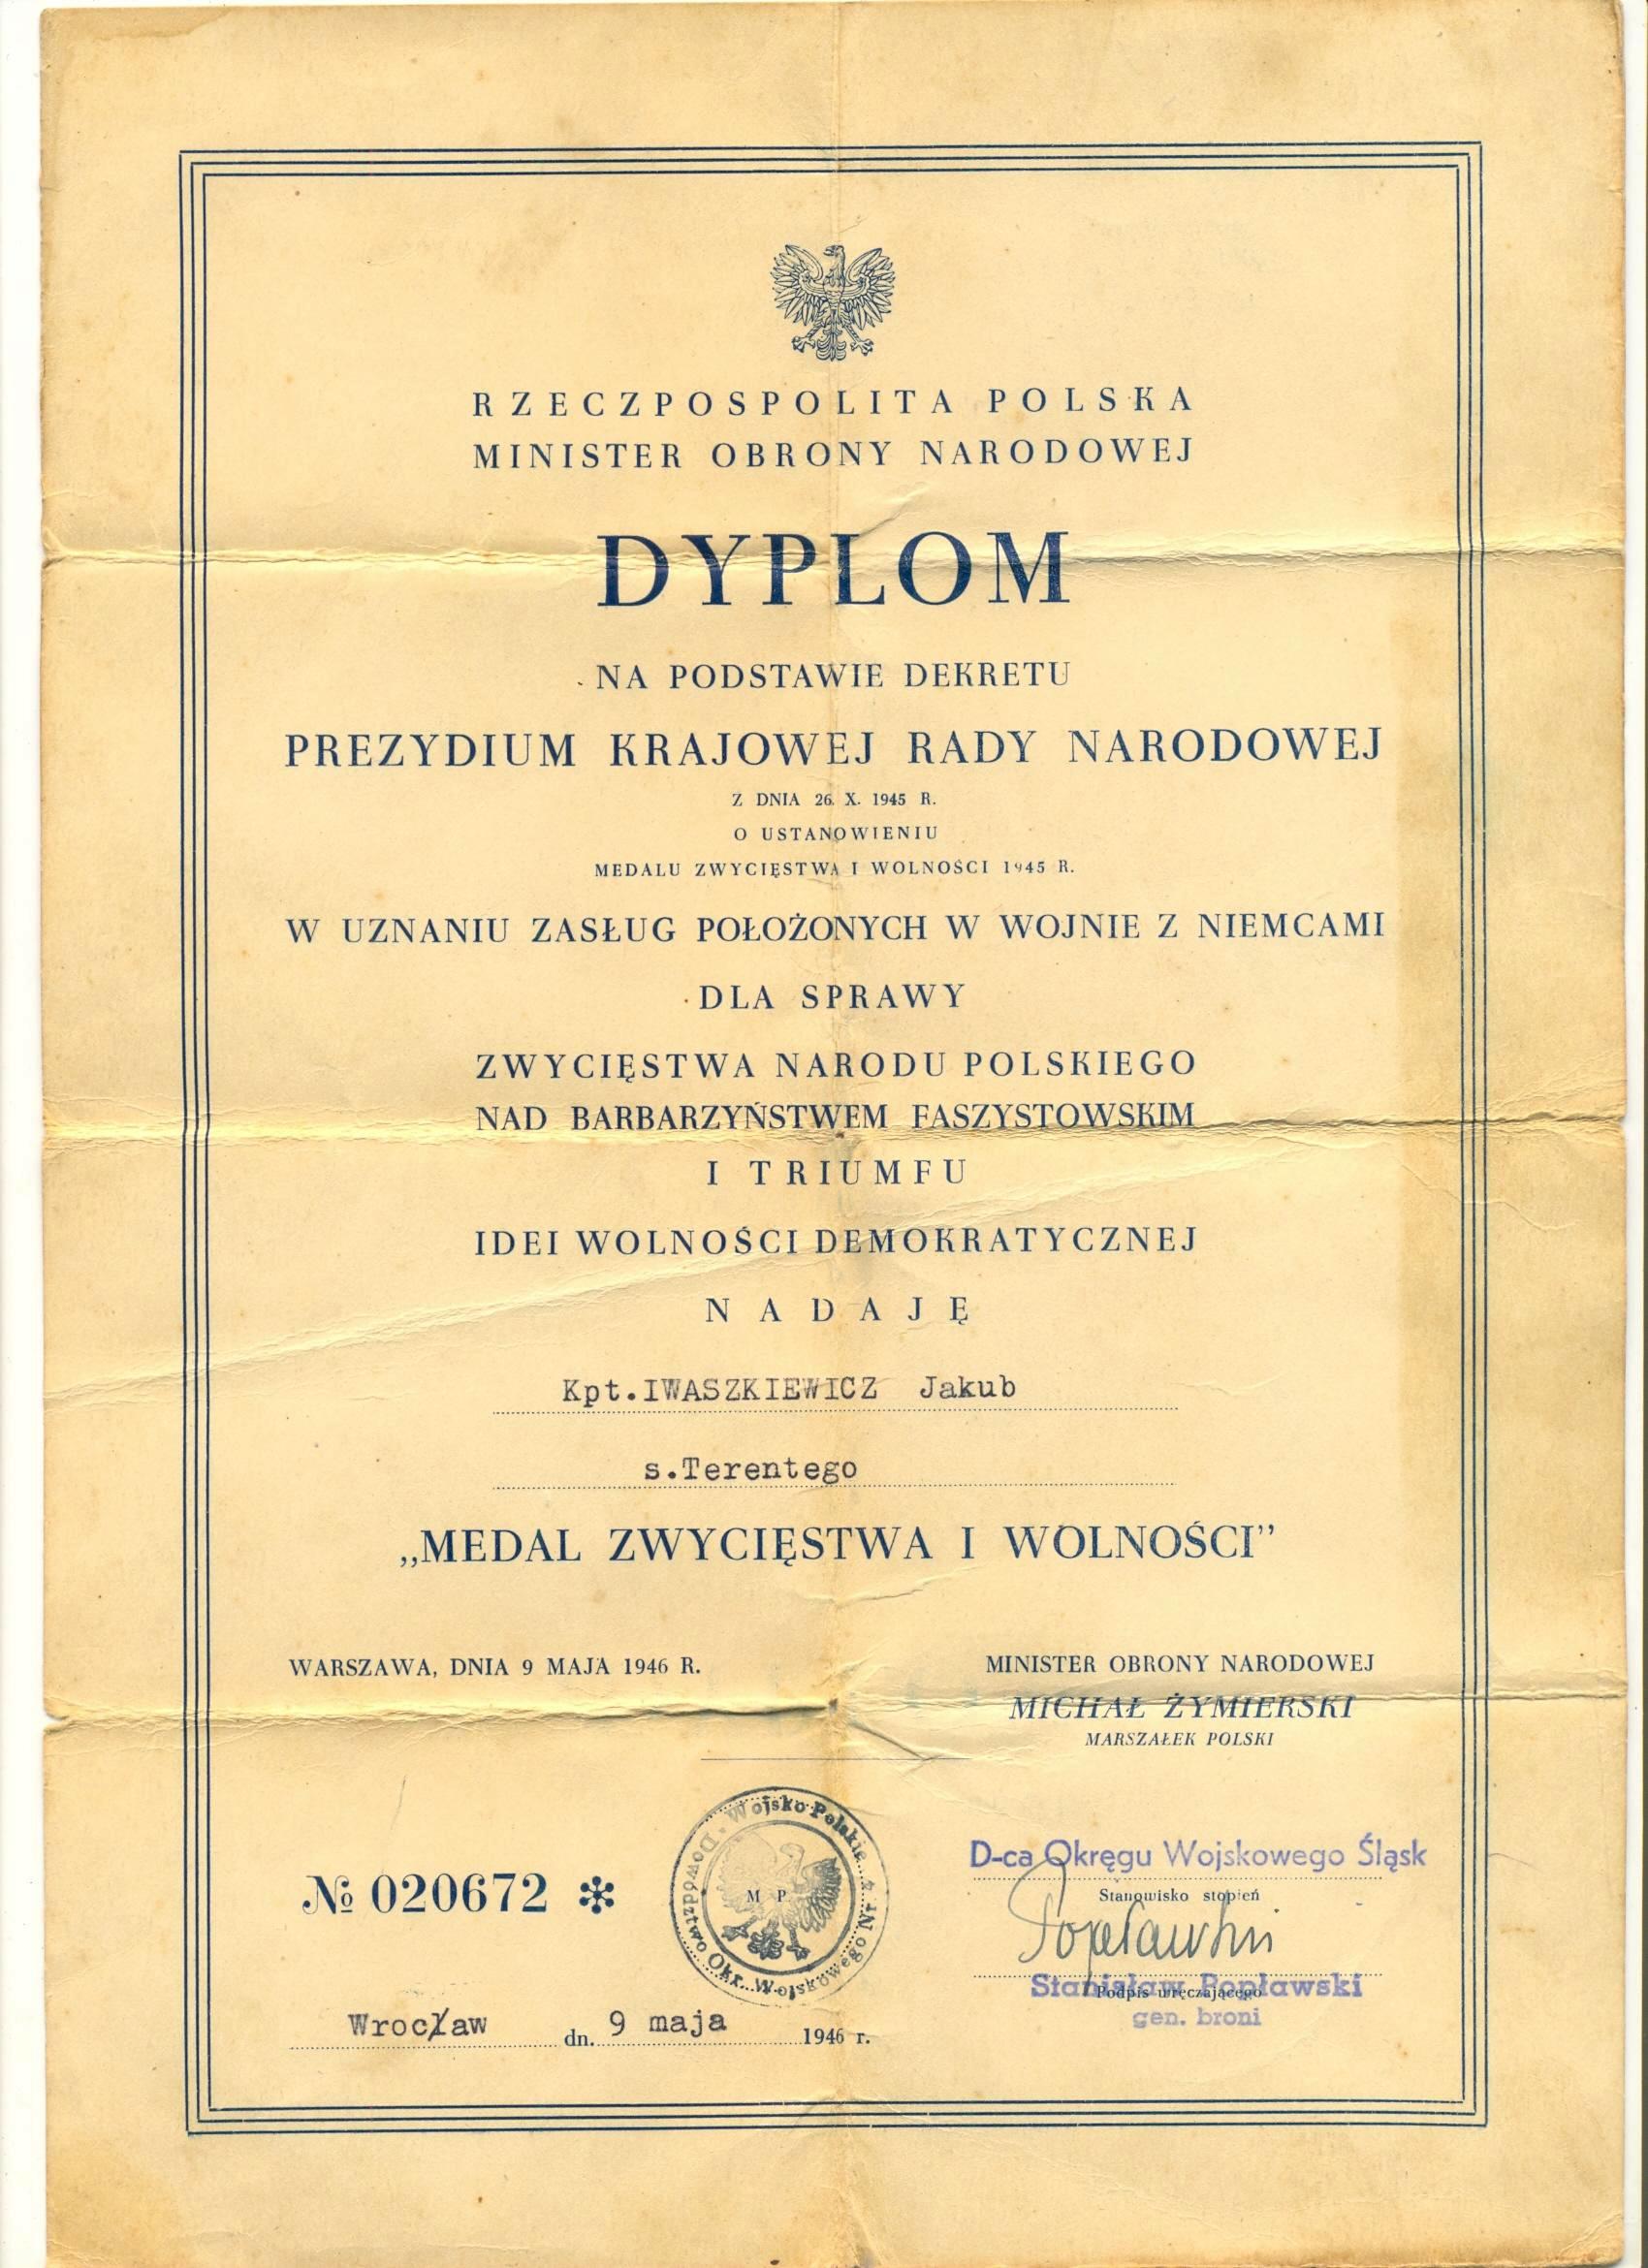 RZECZPOSPOLITA POLSKA
MINISTER OBRONY NARODOWEJ
DYPLOM
NA PODSTAWIE DEKRETU
PREZYDIUM KRAJOWEJ RADY NARODOWEJ
Z DNIA 26. X. 1945 R.
O USTANOWIENIU
MEDALU ZWYCIĘSTWA I WOLNOŚCI 1945 R.
W UZNANIU ZASŁUG POŁOŻONYCH W WOJNIE Z NIEMCAMI
DLA SPRAWY
ZWYCIĘSTWA NARODU POLSKIEGO
NAD BARBARZYŃSTWEM FASZYSTOWSKIM
I TRIUMFU
IDEI WOLNOŚCI DEMOKRATYCZNEJ
NADAJĘ
Kpt.IWASZKIEWICZ Jakub
s.Terentego
„MEDAL ZWYCIĘSTWA I WOLNOŚCI”
WARSZAWA, DNIA 9 MAJA 1946 R.
MINISTER OBRONY NARODOWEJ
MICHAŁ ŻYMIERSKI
MARSZAŁEK POLSKI
Wojsko Polskie
Dowództwo Okr. Wojskowego Nr 4
M P
№ 020672 *
D-ca Okręgu Wojskowego Śląsk
Stanowisko stopień
Popławski
Stanisław Popławski
Podpis wręczającego
gen. broni
Wrocław dn. 9 maja 1946 r.